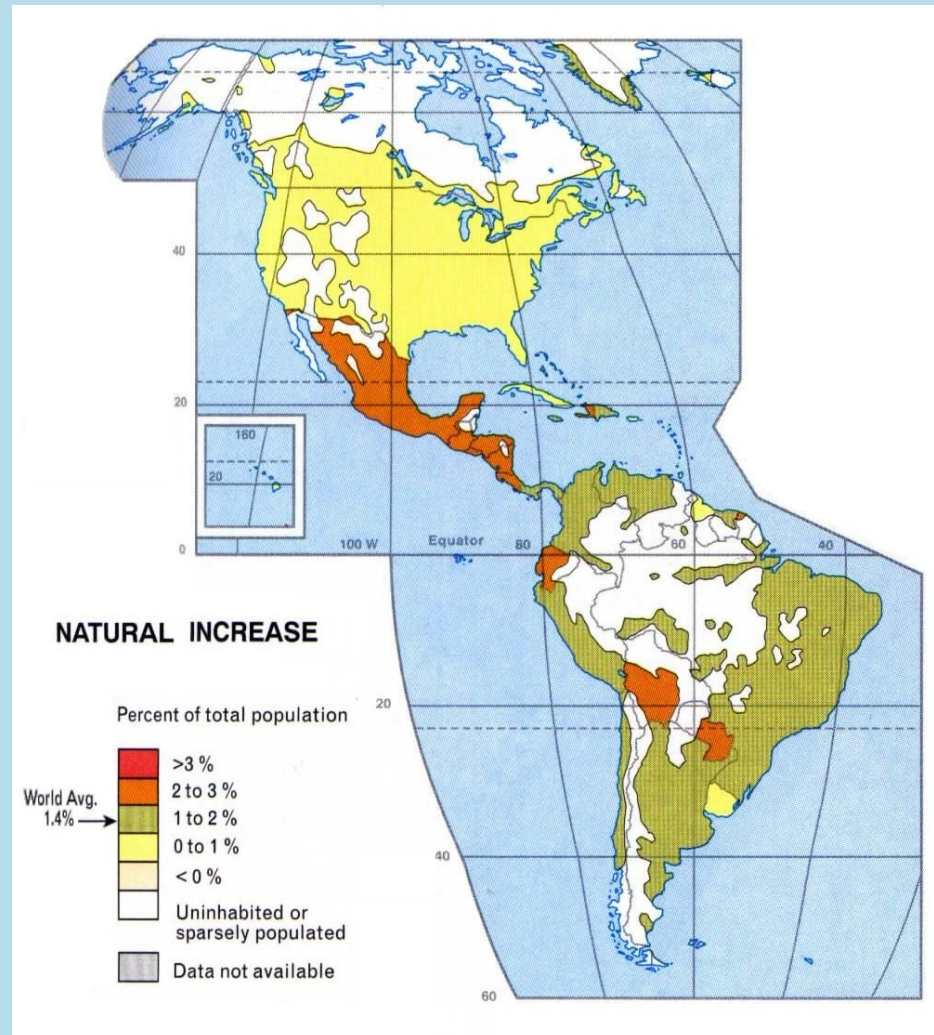 40
20
160
20
0
100 W
Equator
80
60
40
NATURAL INCREASE
20
Percent of total population
>3 %
2 to 3 %
World Avg.
1.4%
1 to 2 %
0 to 1 %
< 0 %
40
Uninhabited or
sparsely populated
Data not available
60